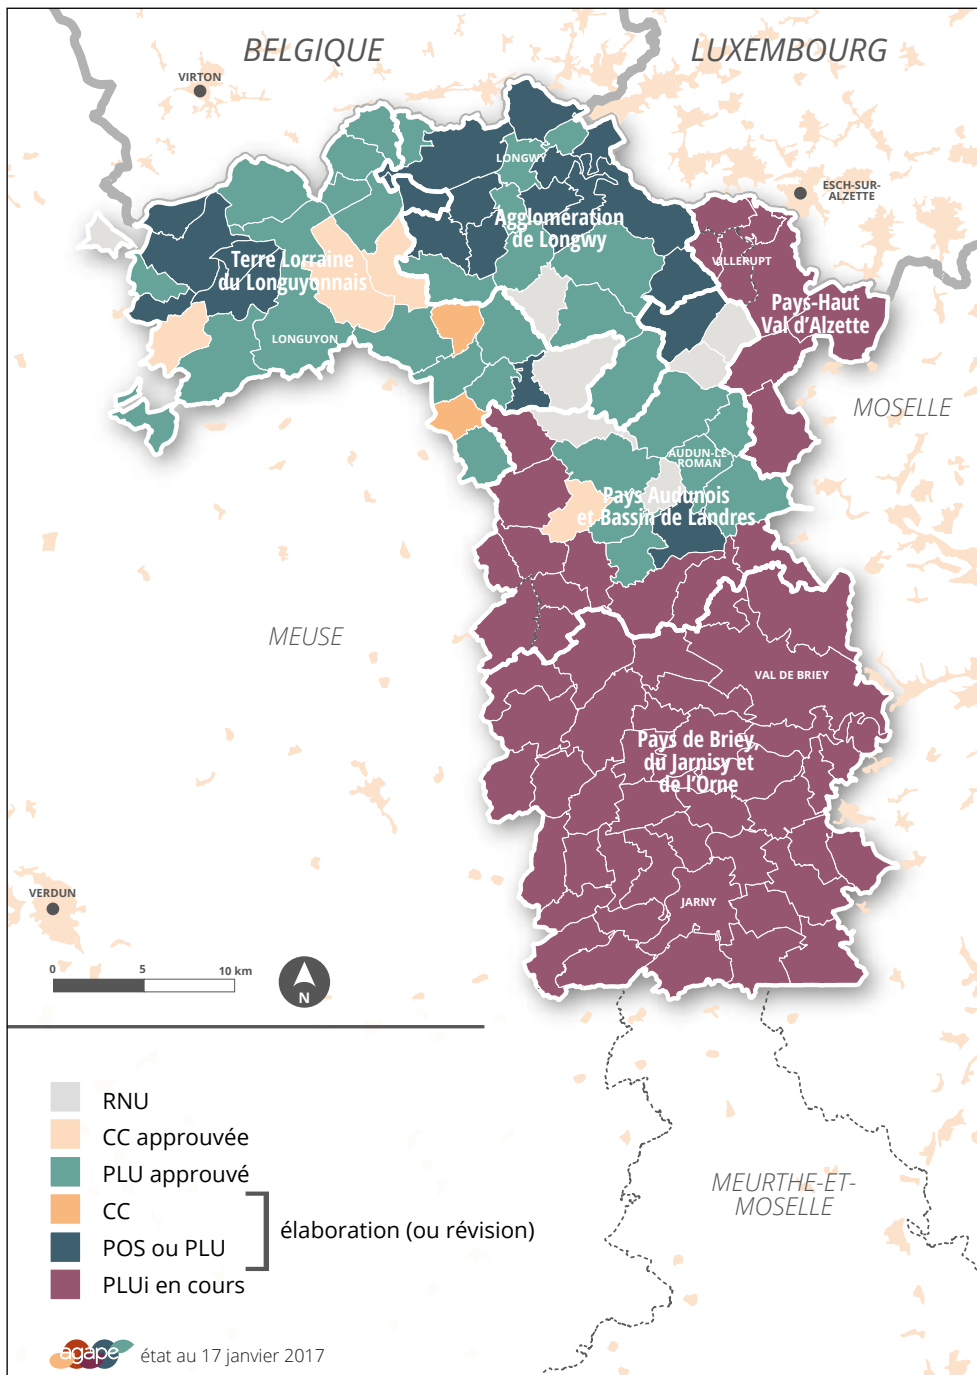 BELGIQUE
LUXEMBOURG
VIRTON
ESCH-SUR-
ALZETTE
LONGWY
Agglomération
de Longwy
Terre Lorraine
du Longuyonnais
VILLERUPT
Pays-Haut
Val d'Alzette
LONGUYON
MOSELLE
AUDUN-LE-
ROMAN
Pays Audunois
et Bassin de Landres
MEUSE
VAL DE BRIEY
Pays de Briey,
du Jarnisy et
de l'Orne
VERDUN
JARNY
0 5 10 km
N
RNU
CC approuvée
PLU approuvé
CC
POS ou PLU
élaboration (ou révision)
PLUi en cours
MEURTHE-ET-
MOSELLE
agape état au 17 janvier 2017